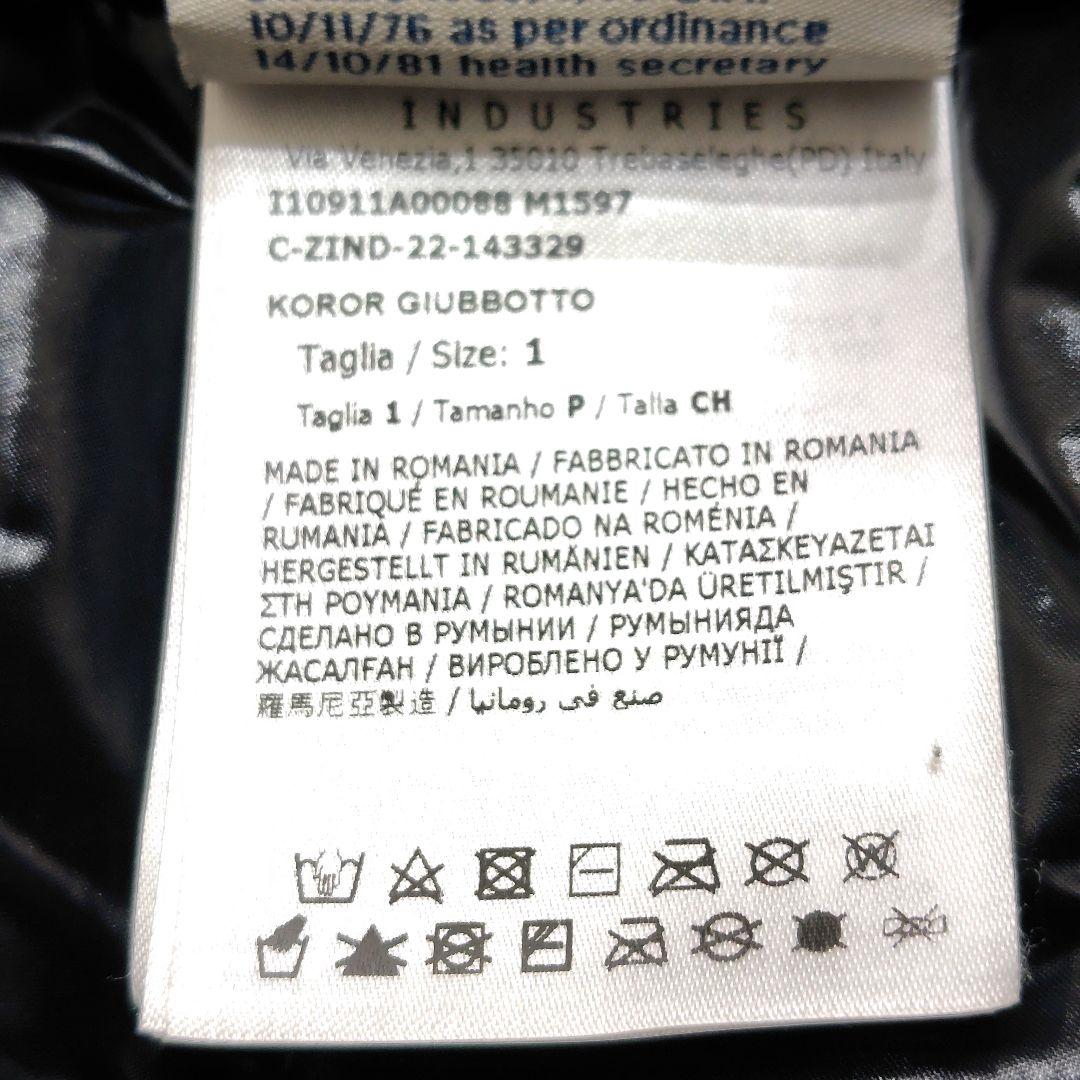 10/11/76 as per ordinance
14/10/81 health secretary
INDUSTRIES
Via Venezia,1 35010 Trebaseleghe(PD) Italy
I10911A00088 M1597
C-ZIND-22-143329
KOROR GIUBBOTTO
Taglia / Size: 1
Taglia 1 / Tamanho P / Talla CH
MADE IN ROMANIA / FABBRICATO IN ROMANIA
/ FABRIQUÉ EN ROUMANIE / HECHO EN
RUMANIA / FABRICADO NA ROMÉNIA /
HERGESTELLT IN RUMÄNIEN / ΚΑΤΑΣΚΕΥΑΖΕΤΑΙ
ΣΤΗ ΡΟΥΜΑΝΙΑ / ROMANYA'DA ÜRETILMIŞTIR /
СДЕЛАНО В РУМЫНИИ / РУМЫНИЯДА
ЖАСАЛҒАН / ВИРОБЛЕНО У РУМУНІЇ /
羅馬尼亞製造 / صنع في رومانيا